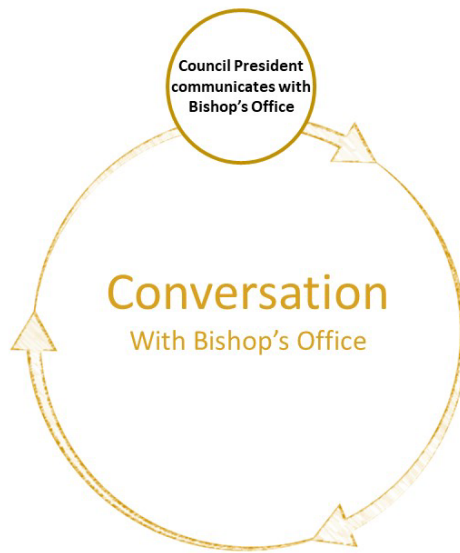 Council President
communicates with
Bishop's Office
Conversation
With Bishop's Office